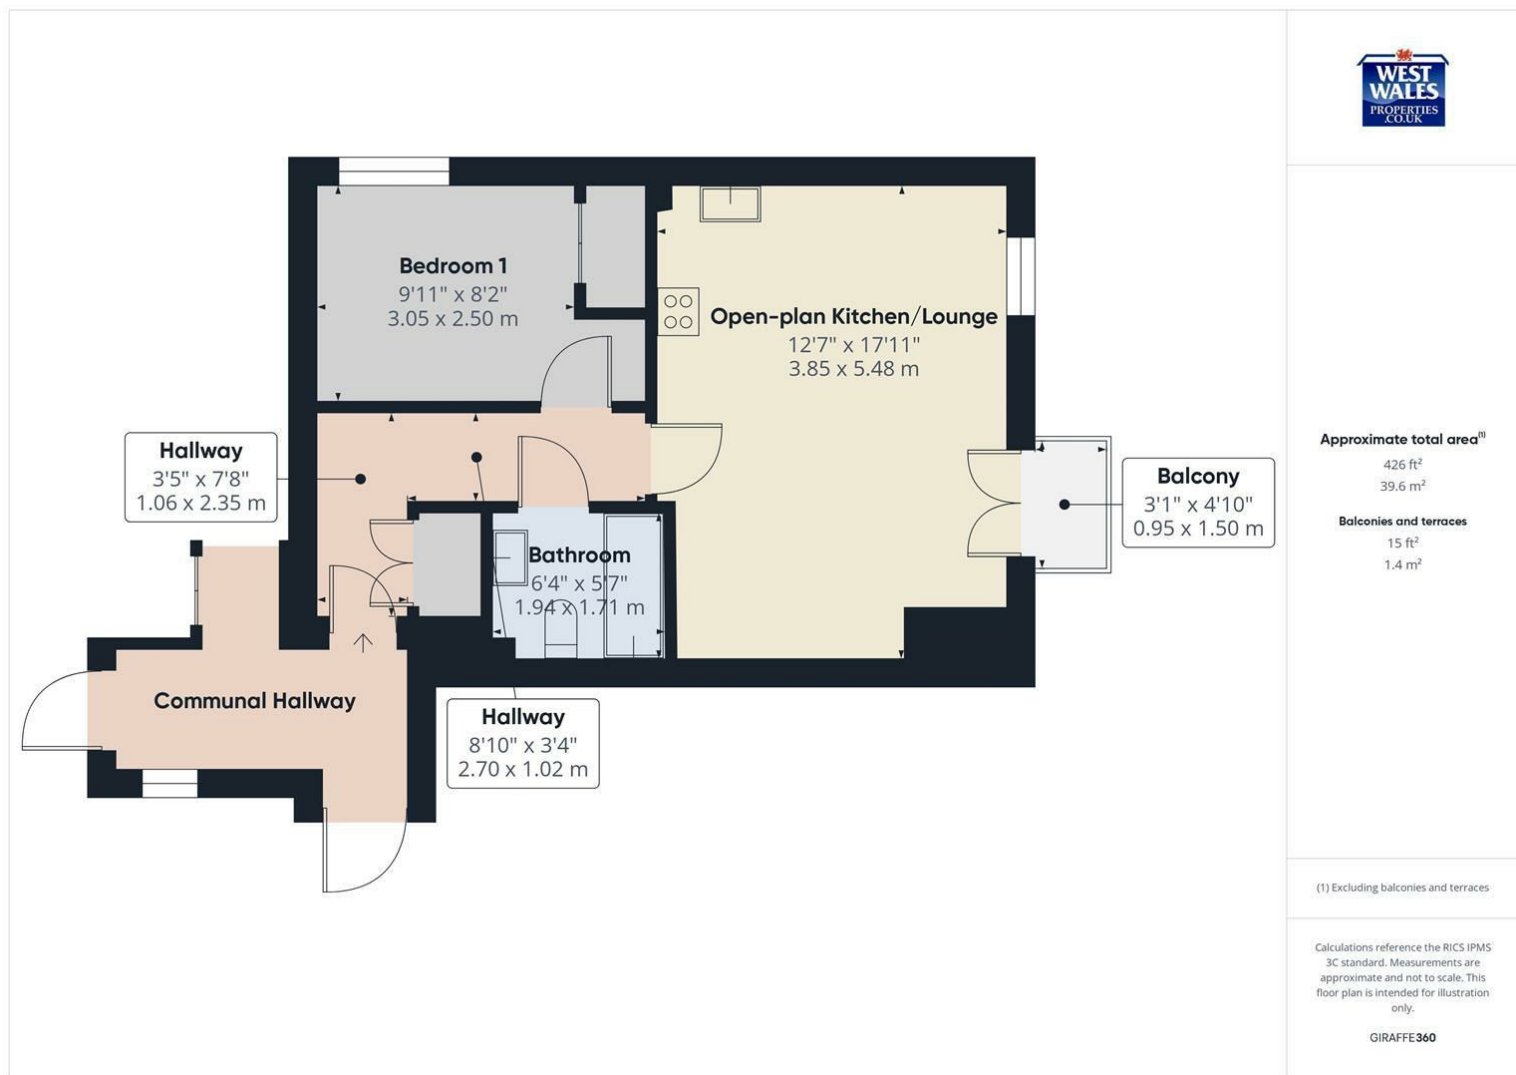 WEST
WALES
PROPERTIES
.CO.UK
Bedroom 1
9'11" x 8'2"
3.05 x 2.50 m
Open-plan Kitchen/Lounge
12'7" x 17'11"
3.85 x 5.48 m
Hallway
3'5" x 7'8"
1.06 x 2.35 m
Balcony
3'1" x 4'10"
0.95 x 1.50 m
Bathroom
6'4" x 5'7"
1.94 x 1.71 m
Communal Hallway
Hallway
8'10" x 3'4"
2.70 x 1.02 m
Approximate total area(1)
426 ft²
39.6 m²
Balconies and terraces
15 ft²
1.4 m²
(1) Excluding balconies and terraces
Calculations reference the RICS IPMS
3C standard. Measurements are
approximate and not to scale. This
floor plan is intended for illustration
only.
GIRAFFE360